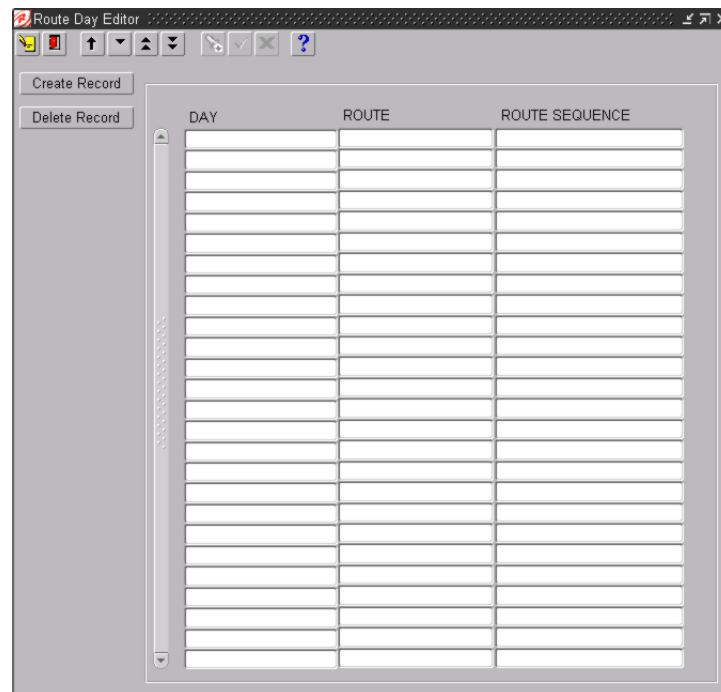 Route Day Editor
?
Create Record
Delete Record
DAY ROUTE ROUTE SEQUENCE